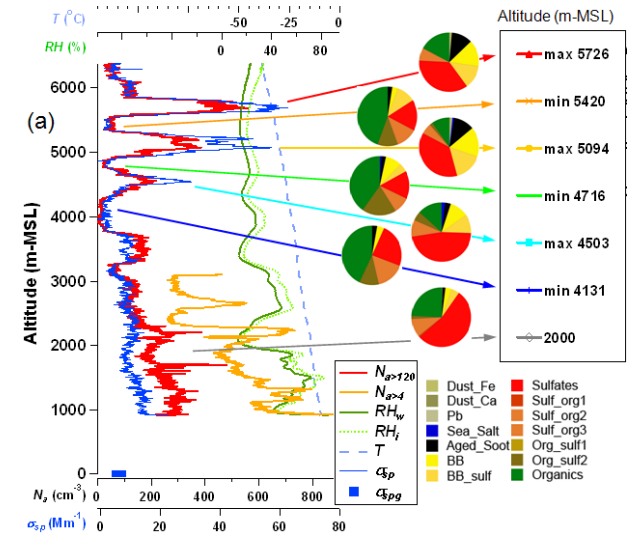 T (°C)
-50 -25 0
RH (%)
0 40 80
Altitude (m-MSL)
(a)
Altitude (m-MSL)
6000
5000
4000
3000
2000
1000
0
max 5726
min 5420
max 5094
min 4716
max 4503
min 4131
2000
Na>120
Na>4
RHw
RHi
T
σsp
σspg
Dust_Fe
Dust_Ca
Pb
Sea_Salt
Aged_Soot
BB
BB_sulf
Sulfates
Sulf_org1
Sulf_org2
Sulf_org3
Org_sulf1
Org_sulf2
Organics
0 200 400 600 800
Na (cm-3)
σsp (Mm-1)
0 20 40 60 80